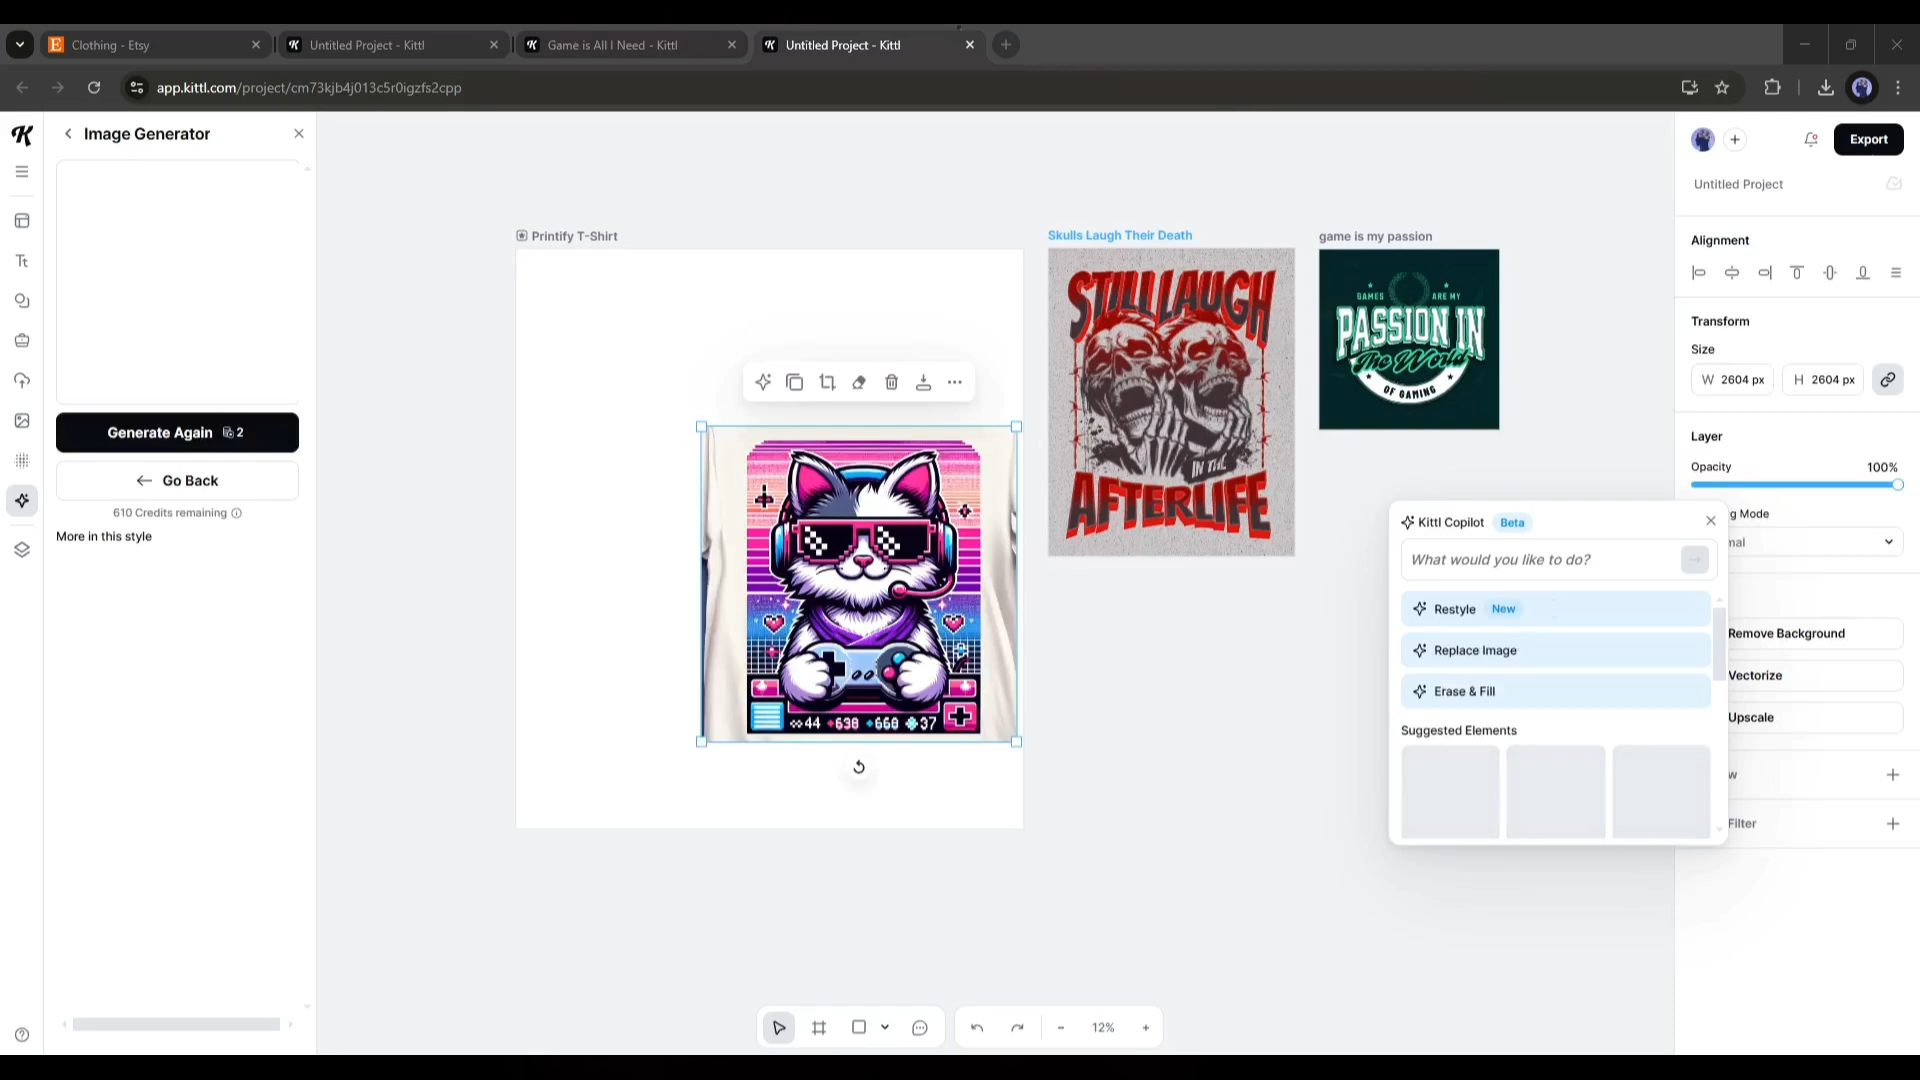 Clothing - Etsy
Untitled Project - Kittl
Game is All I Need - Kittl
Untitled Project - Kittl
app.kittl.com/project/cm73kjb4j013c5r0igzfs2cpp
Image Generator
Generate Again 2
Go Back
610 Credits remaining
More in this style
Printify T-Shirt
44 638 660 37
Skulls Laugh Their Death
STILL LAUGH
IN THE
AFTERLIFE
game is my passion
GAMES ARE MY
PASSION IN
The World
OF GAMING
Kittl Copilot Beta
What would you like to do?
Restyle New
Replace Image
Erase & Fill
Suggested Elements
Export
Untitled Project
Alignment
Transform
Size
W 2604 px H 2604 px
Layer
Opacity 100%
g Mode
mal
Remove Background
Vectorize
Upscale
w
Filter
12%